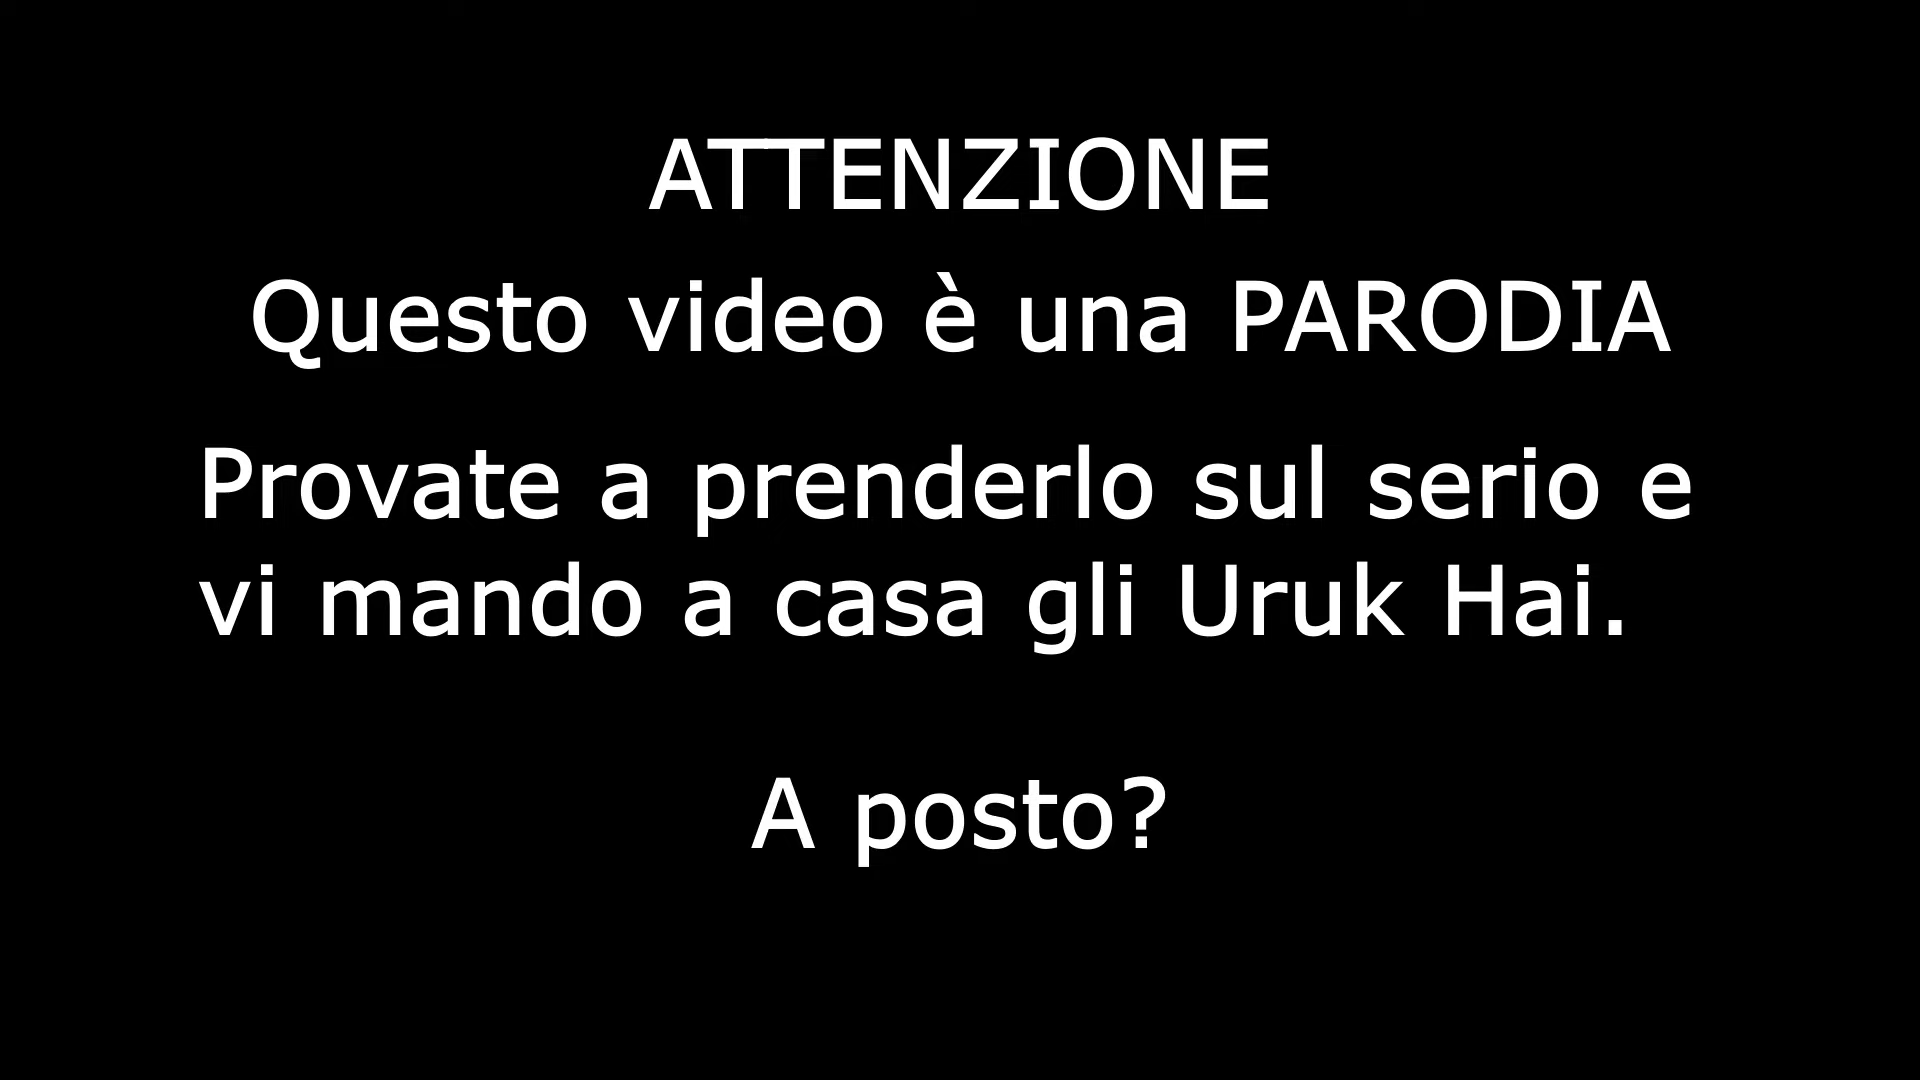 ATTENZIONE
Questo video è una PARODIA
Provate a prenderlo sul serio e
vi mando a casa gli Uruk Hai.
A posto?